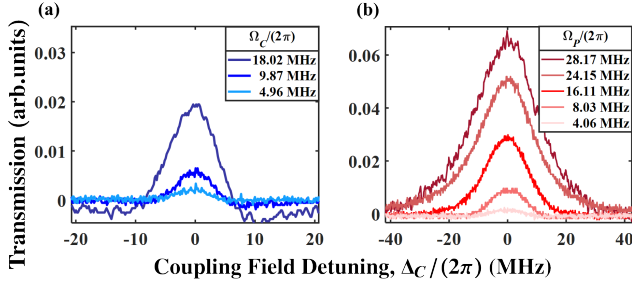 (a)
(b)
Transmission (arb.units)
0.03
0.02
0.01
0
-20
-10
0
10
20
Ω_C/(2π)
18.02 MHz
9.87 MHz
4.96 MHz
0.06
0.04
0.02
0
-40
-20
0
20
40
Ω_P/(2π)
28.17 MHz
24.15 MHz
16.11 MHz
8.03 MHz
4.06 MHz
Coupling Field Detuning, Δ_C/(2π) (MHz)